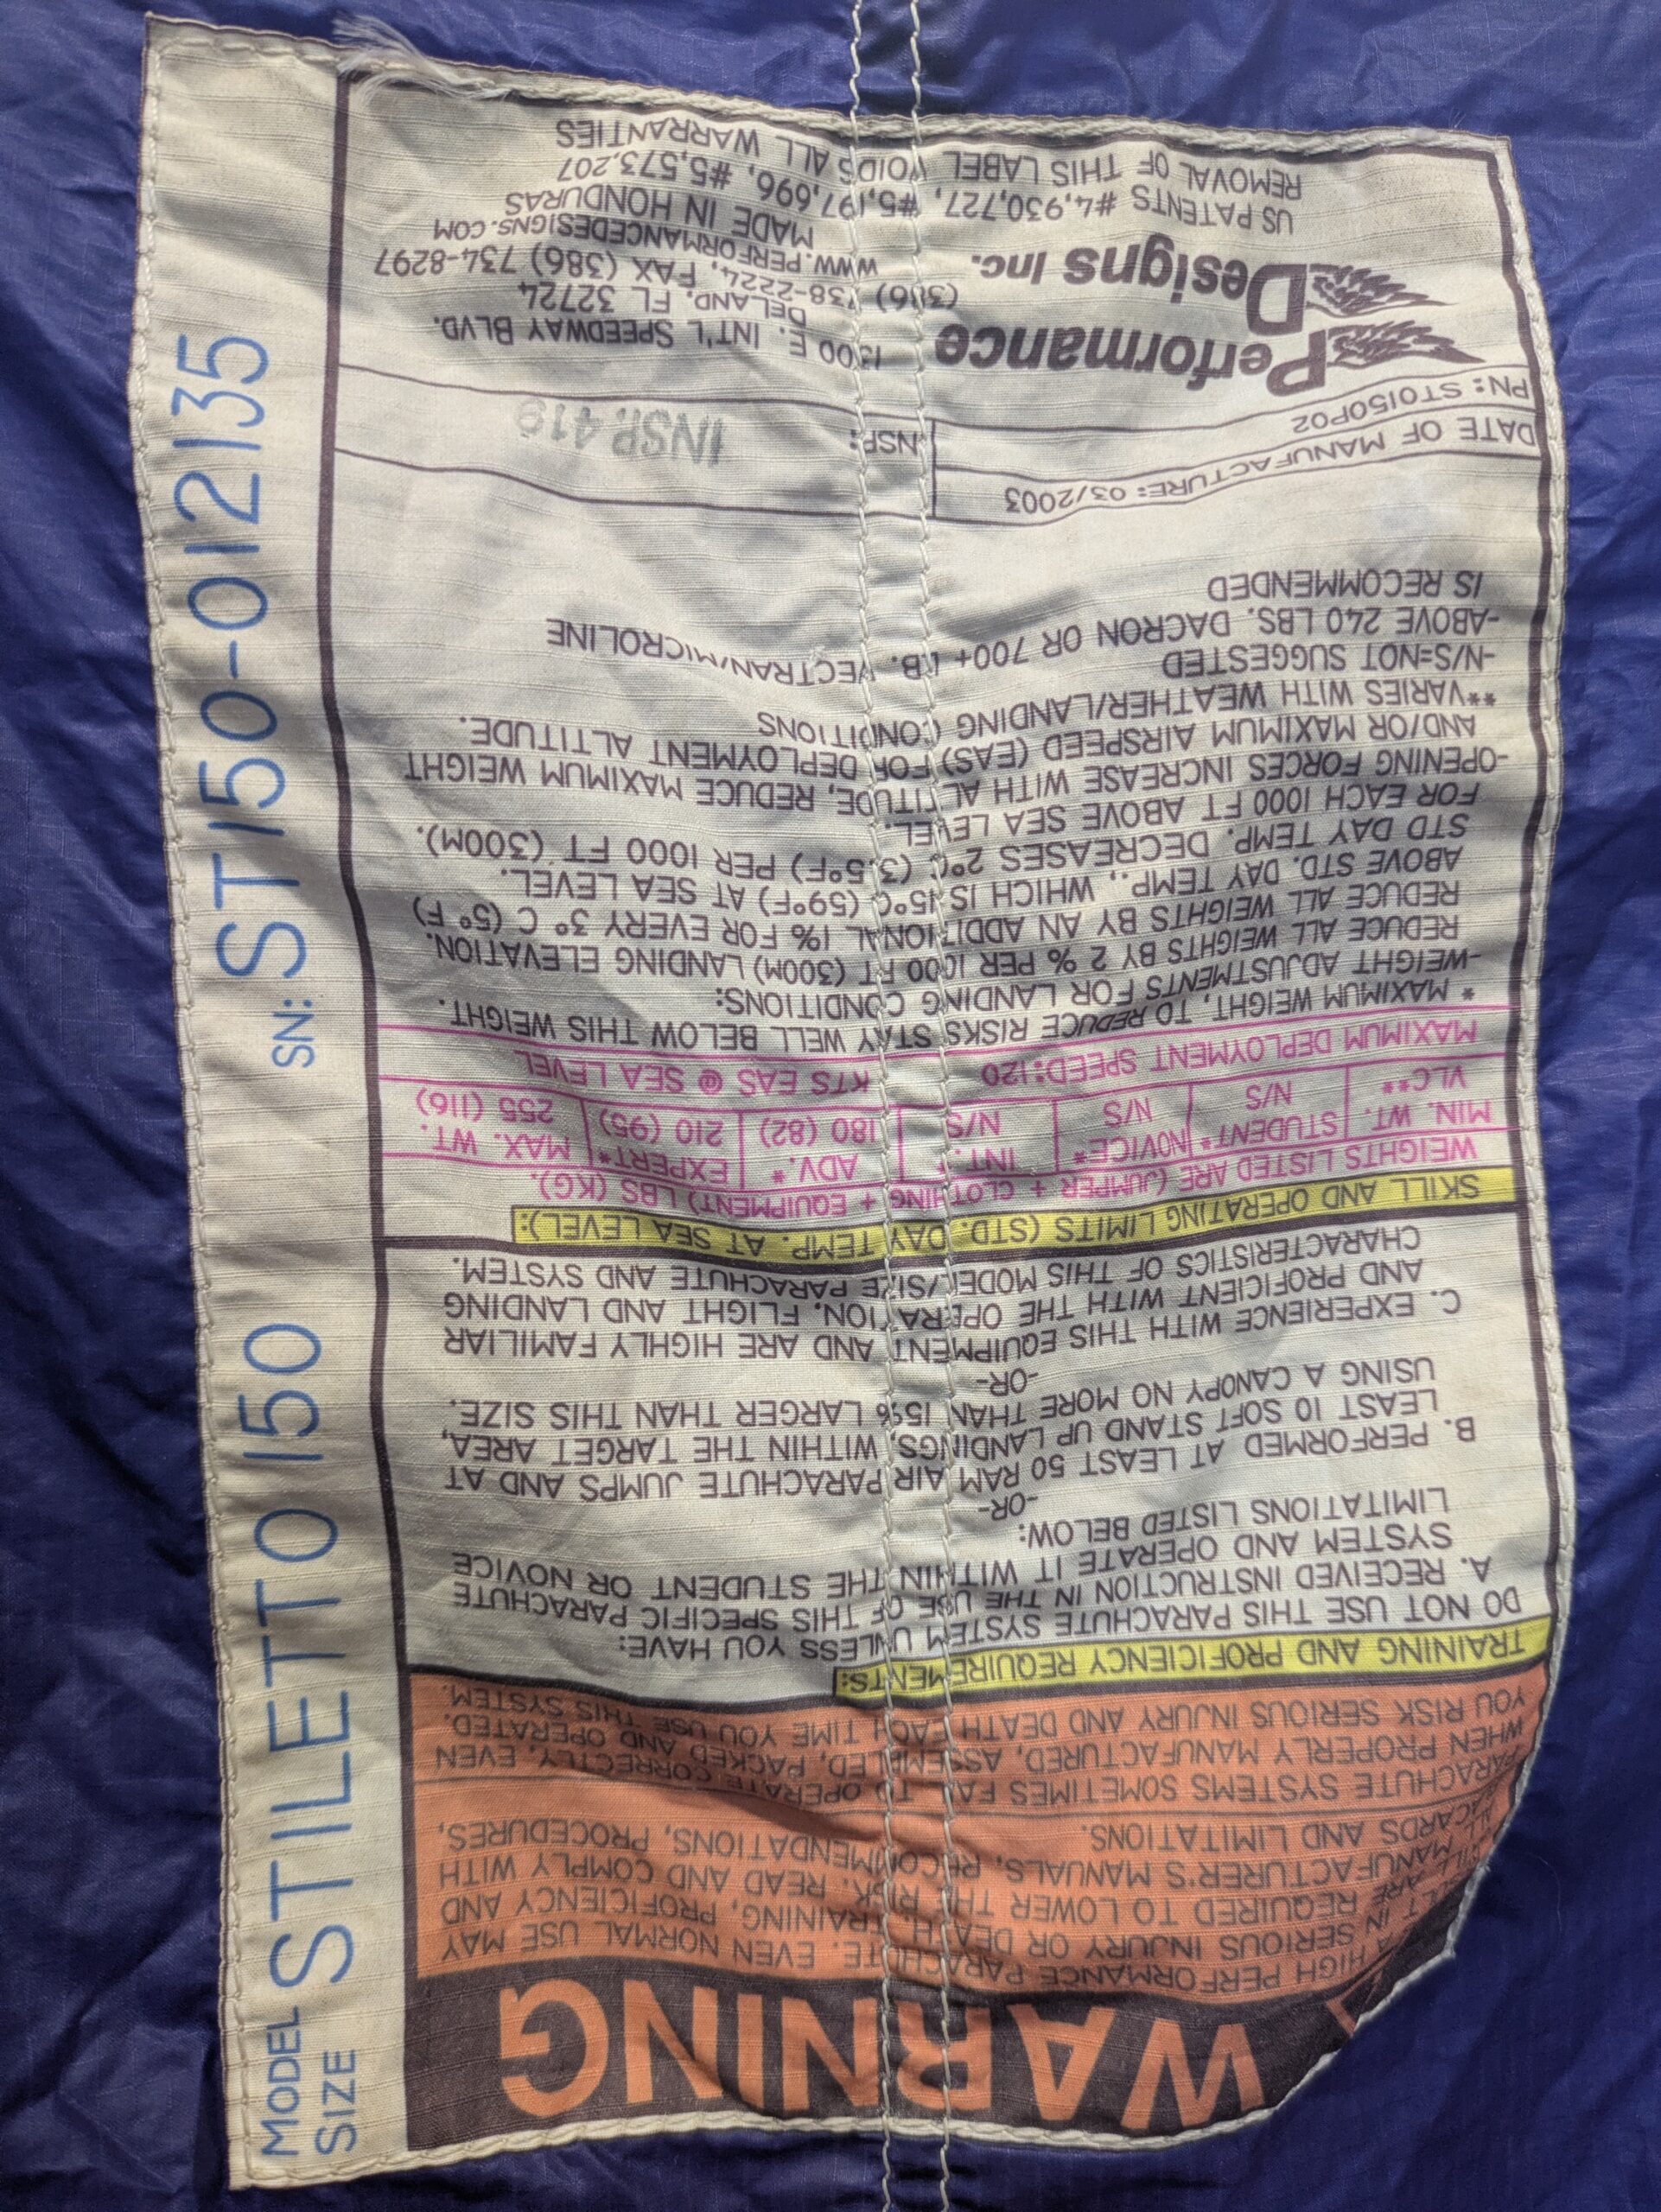 MODEL SIZE STILETTO 150 SN: ST150-012135
WARNING
HIGH PERFORMANCE PARACHUTE. EVEN NORMAL USE MAY
IN SERIOUS INJURY OR DEATH. TRAINING, PROFICIENCY AND
ARE REQUIRED TO LOWER THE RISK. READ AND COMPLY WITH
MANUFACTURER'S MANUALS, RECOMMENDATIONS, PROCEDURES,
PLACARDS AND LIMITATIONS.
PARACHUTE SYSTEMS SOMETIMES FAIL TO OPERATE CORRECTLY, EVEN
WHEN PROPERLY MANUFACTURED, ASSEMBLED, PACKED AND OPERATED.
YOU RISK SERIOUS INJURY AND DEATH EACH TIME YOU USE THIS SYSTEM.
TRAINING AND PROFICIENCY REQUIREMENTS:
DO NOT USE THIS PARACHUTE SYSTEM UNLESS YOU HAVE:
A. RECEIVED INSTRUCTION IN THE USE OF THIS SPECIFIC PARACHUTE
SYSTEM AND OPERATE IT WITHIN THE STUDENT OR NOVICE
LIMITATIONS LISTED BELOW:
-OR-
B. PERFORMED AT LEAST 50 RAM AIR PARACHUTE JUMPS AND AT
LEAST 10 SOFT STAND UP LANDINGS, WITHIN THE TARGET AREA,
USING A CANOPY NO MORE THAN 15% LARGER THAN THIS SIZE.
-OR-
C. EXPERIENCE WITH THIS EQUIPMENT AND ARE HIGHLY FAMILIAR
AND PROFICIENT WITH THE OPERATION, FLIGHT AND LANDING
CHARACTERISTICS OF THIS MODEL/SIZE PARACHUTE AND SYSTEM.
SKILL AND OPERATING LIMITS (STD. DAY TEMP. AT SEA LEVEL):
WEIGHTS LISTED ARE (JUMPER + CLOTHING + EQUIPMENT) LBS (KG).
MIN. WT. STUDENT* NOVICE* INT. * ADV. * EXPERT* MAX. WT.
VLC** N/S N/S N/S 180 (82) 210 (95) 255 (116)
MAXIMUM DEPLOYMENT SPEED:120 KTS EAS @ SEA LEVEL
* MAXIMUM WEIGHT, TO REDUCE RISKS STAY WELL BELOW THIS WEIGHT.
-WEIGHT ADJUSTMENTS FOR LANDING CONDITIONS:
REDUCE ALL WEIGHTS BY 2 % PER 1000 FT (300M) LANDING ELEVATION.
REDUCE ALL WEIGHTS BY AN ADDITIONAL 1% FOR EVERY 3° C (5° F)
ABOVE STD. DAY TEMP., WHICH IS 15°C (59°F) AT SEA LEVEL.
STD DAY TEMP. DECREASES 2°C (3.5°F) PER 1000 FT (300M).
FOR EACH 1000 FT ABOVE SEA LEVEL.
-OPENING FORCES INCREASE WITH ALTITUDE, REDUCE MAXIMUM WEIGHT
AND/OR MAXIMUM AIRSPEED (EAS) FOR DEPLOYMENT ALTITUDE.
**VARIES WITH WEATHER/LANDING CONDITIONS
-N/S=NOT SUGGESTED
-ABOVE 240 LBS. DACRON OR 700+ LB. VECTRAN/MICROLINE
IS RECOMMENDED
DATE OF MANUFACTURE: 03/2003
PN: ST0150P02
INSP: INSP. 419
Performance
Designs Inc.
1300 E. INT'L SPEEDWAY BLVD.
DELAND, FL 32724
(386) 738-2224, FAX (386) 734-8297
WWW.PERFORMANCEDESIGNS.COM
MADE IN HONDURAS
US PATENTS #4,930,727, #5,197,696, #5,573,207
REMOVAL OF THIS LABEL VOIDS ALL WARRANTIES